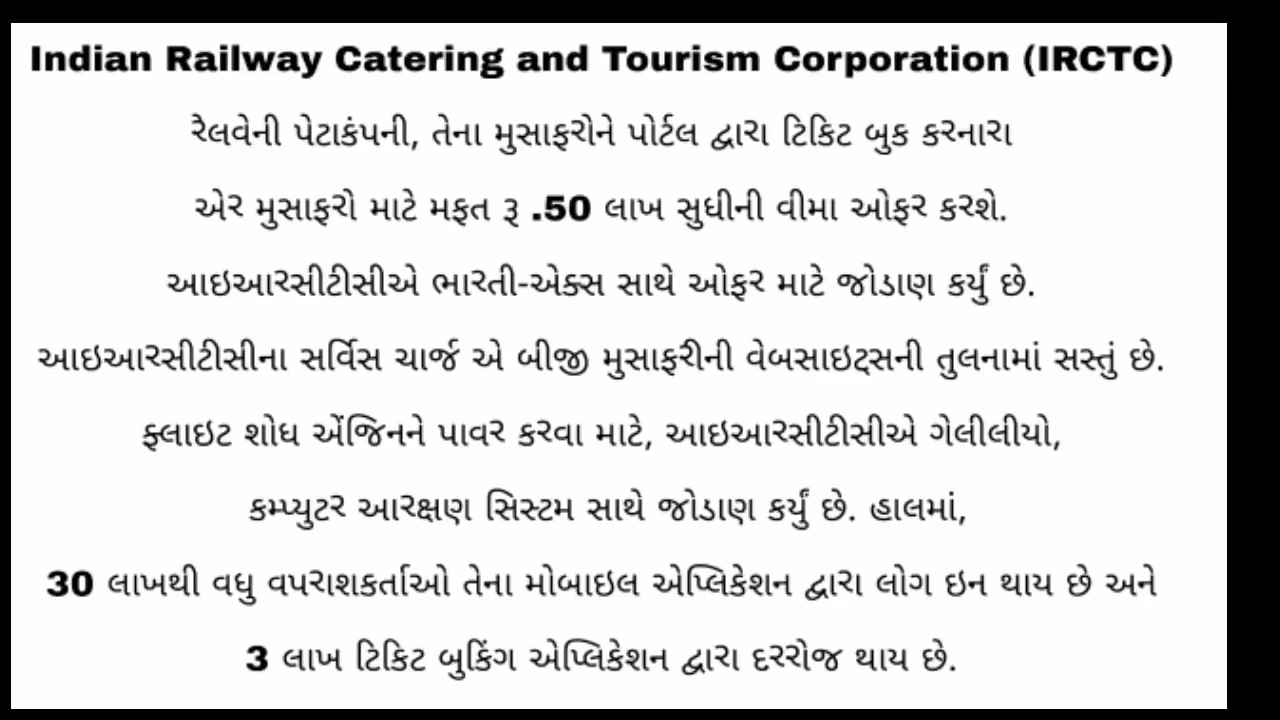 Indian Railway Catering and Tourism Corporation (IRCTC)
રેલવેની પેટાકંપની, તેના મુસાફરોને પોર્ટલ દ્વારા ટિકિટ બુક કરનારા
એર મુસાફરો માટે મફત રૂ .50 લાખ સુધીની વીમા ઓફર કરશે.
આઇઆરસીટીસીએ ભારતી-એક્સ સાથે ઓફર માટે જોડાણ કર્યું છે.
આઇઆરસીટીસીના સર્વિસ ચાર્જ એ બીજી મુસાફરીની વેબસાઇટ્સની તુલનામાં સસ્તું છે.
ફ્લાઇટ શોધ એંજિનને પાવર કરવા માટે, આઇઆરસીટીસીએ ગેલીલીયો,
કમ્પ્યુટર આરક્ષણ સિસ્ટમ સાથે જોડાણ કર્યું છે. હાલમાં,
30 લાખથી વધુ વપરાશકર્તાઓ તેના મોબાઇલ એપ્લિકેશન દ્વારા લોગ ઇન થાય છે અને
3 લાખ ટિકિટ બુકિંગ એપ્લિકેશન દ્વારા દરરોજ થાય છે.